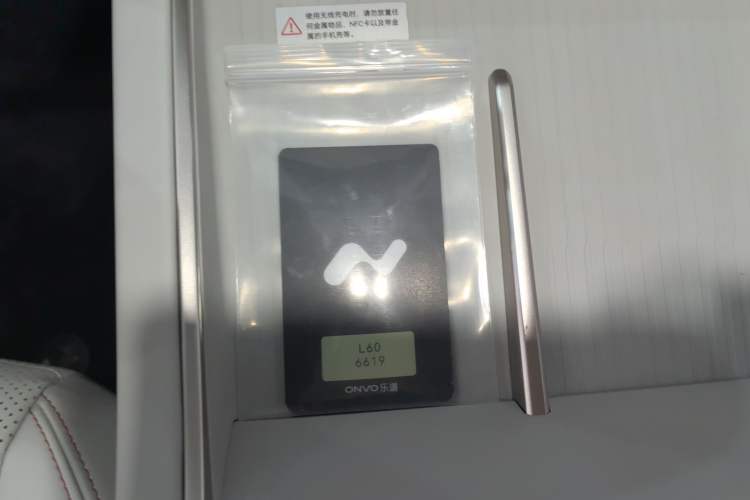 使用无线充电时，请勿放置任
何金属物品、NFC卡以及带金
属的手机壳等。
L60
6619
ONVO乐道